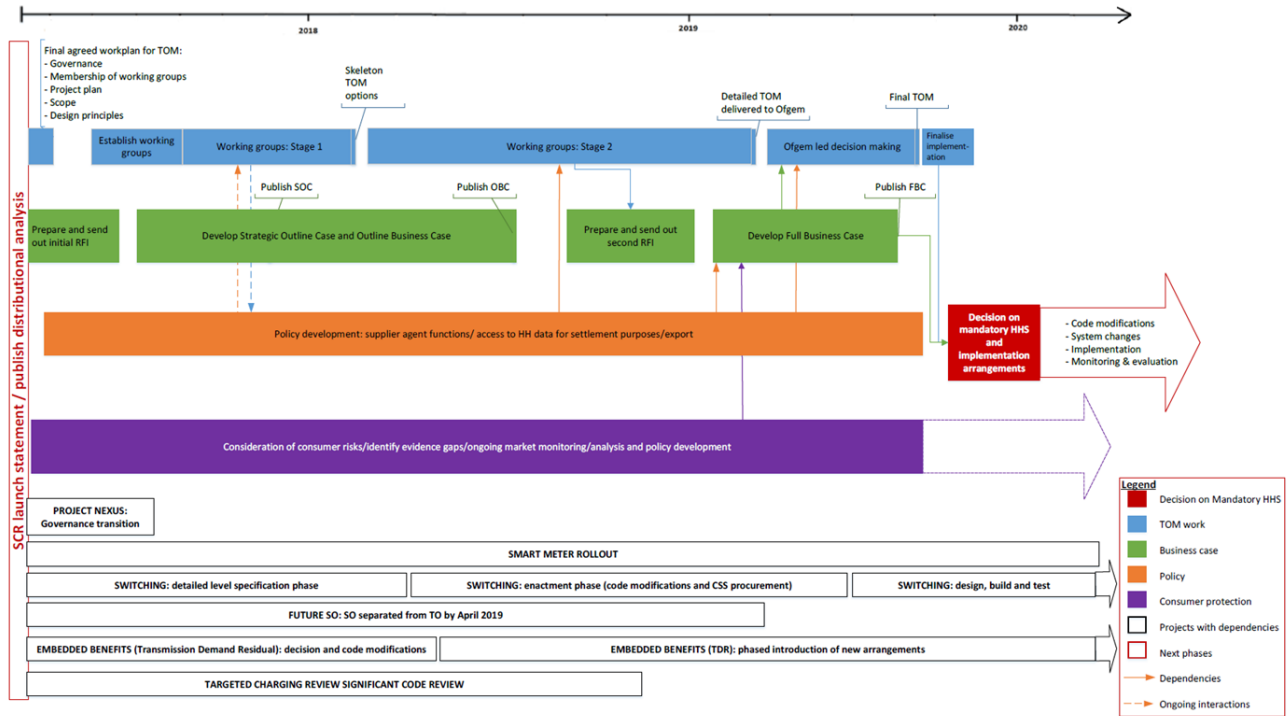 2018
2019
2020
SCR launch statement / publish distributional analysis
Final agreed workplan for TOM:
- Governance
- Membership of working groups
- Project plan
- Scope
- Design principles
Skeleton
TOM
options
Detailed TOM
delivered to Ofgem
Final TOM
Establish working
groups
Working groups: Stage 1
Working groups: Stage 2
Ofgem led decision making
Finalise
implement-
ation
Publish SOC
Publish OBC
Publish FBC
Prepare and send
out initial RFI
Develop Strategic Outline Case and Outline Business Case
Prepare and send out
second RFI
Develop Full Business Case
Policy development: supplier agent functions/ access to HH data for settlement purposes/export
Decision on
mandatory HHS
and
implementation
arrangements
- Code modifications
- System changes
- Implementation
- Monitoring & evaluation
Consideration of consumer risks/identify evidence gaps/ongoing market monitoring/analysis and policy development
PROJECT NEXUS:
Governance transition
SMART METER ROLLOUT
SWITCHING: detailed level specification phase
SWITCHING: enactment phase (code modifications and CSS procurement)
SWITCHING: design, build and test
FUTURE SO: SO separated from TO by April 2019
EMBEDDED BENEFITS (Transmission Demand Residual): decision and code modifications
EMBEDDED BENEFITS (TDR): phased introduction of new arrangements
TARGETED CHARGING REVIEW SIGNIFICANT CODE REVIEW
Legend
Decision on Mandatory HHS
TOM work
Business case
Policy
Consumer protection
Projects with dependencies
Next phases
Dependencies
Ongoing interactions